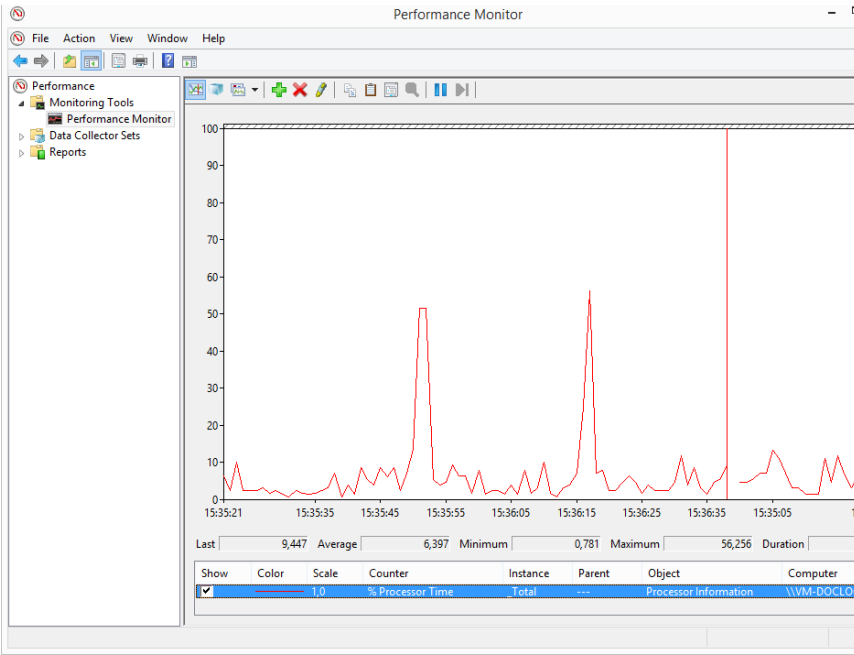 Performance Monitor
File Action View Window Help
Performance
Monitoring Tools
Performance Monitor
Data Collector Sets
Reports
100
90
80
70
60
50
40
30
20
10
0
15:35:21 15:35:35 15:35:45 15:35:55 15:36:05 15:36:15 15:36:25 15:36:35 15:35:05
Last 9,447 Average 6,397 Minimum 0,781 Maximum 56,256 Duration
Show Color Scale Counter Instance Parent Object Computer
1,0 % Processor Time _Total --- Processor Information \\VM-DOCLO